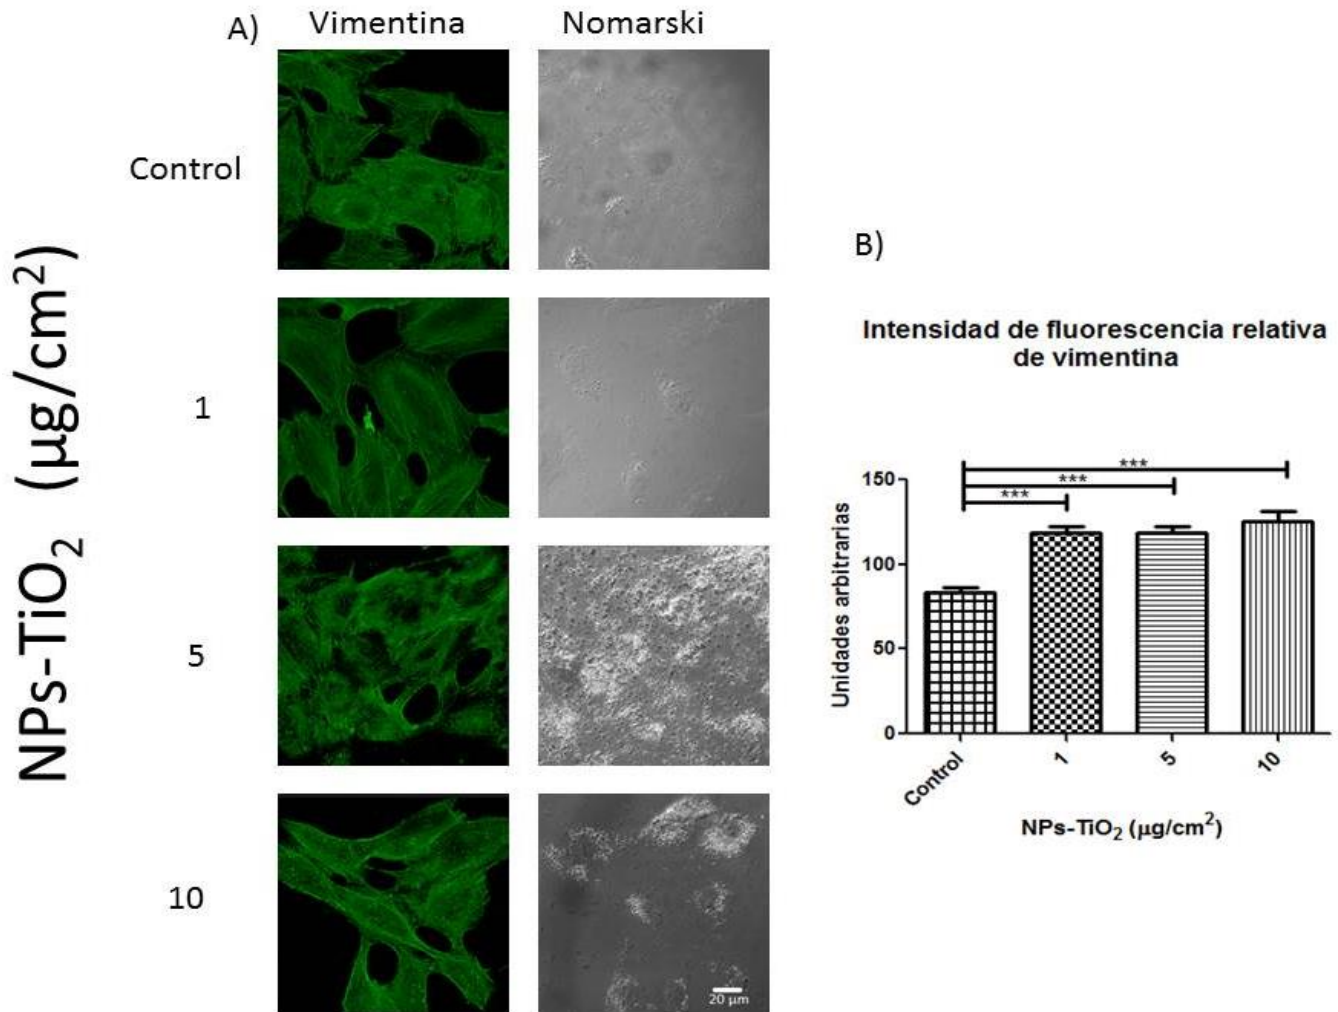 A)
Vimentina
Nomarski
NPs-TiO₂ (μg/cm²)
Control
1
5
10
20 μm
B)
Intensidad de fluorescencia relativa
de vimentina
Unidades arbitrarias
150
100
50
0
***
***
***
Control
1
5
10
NPs-TiO₂ (μg/cm²)